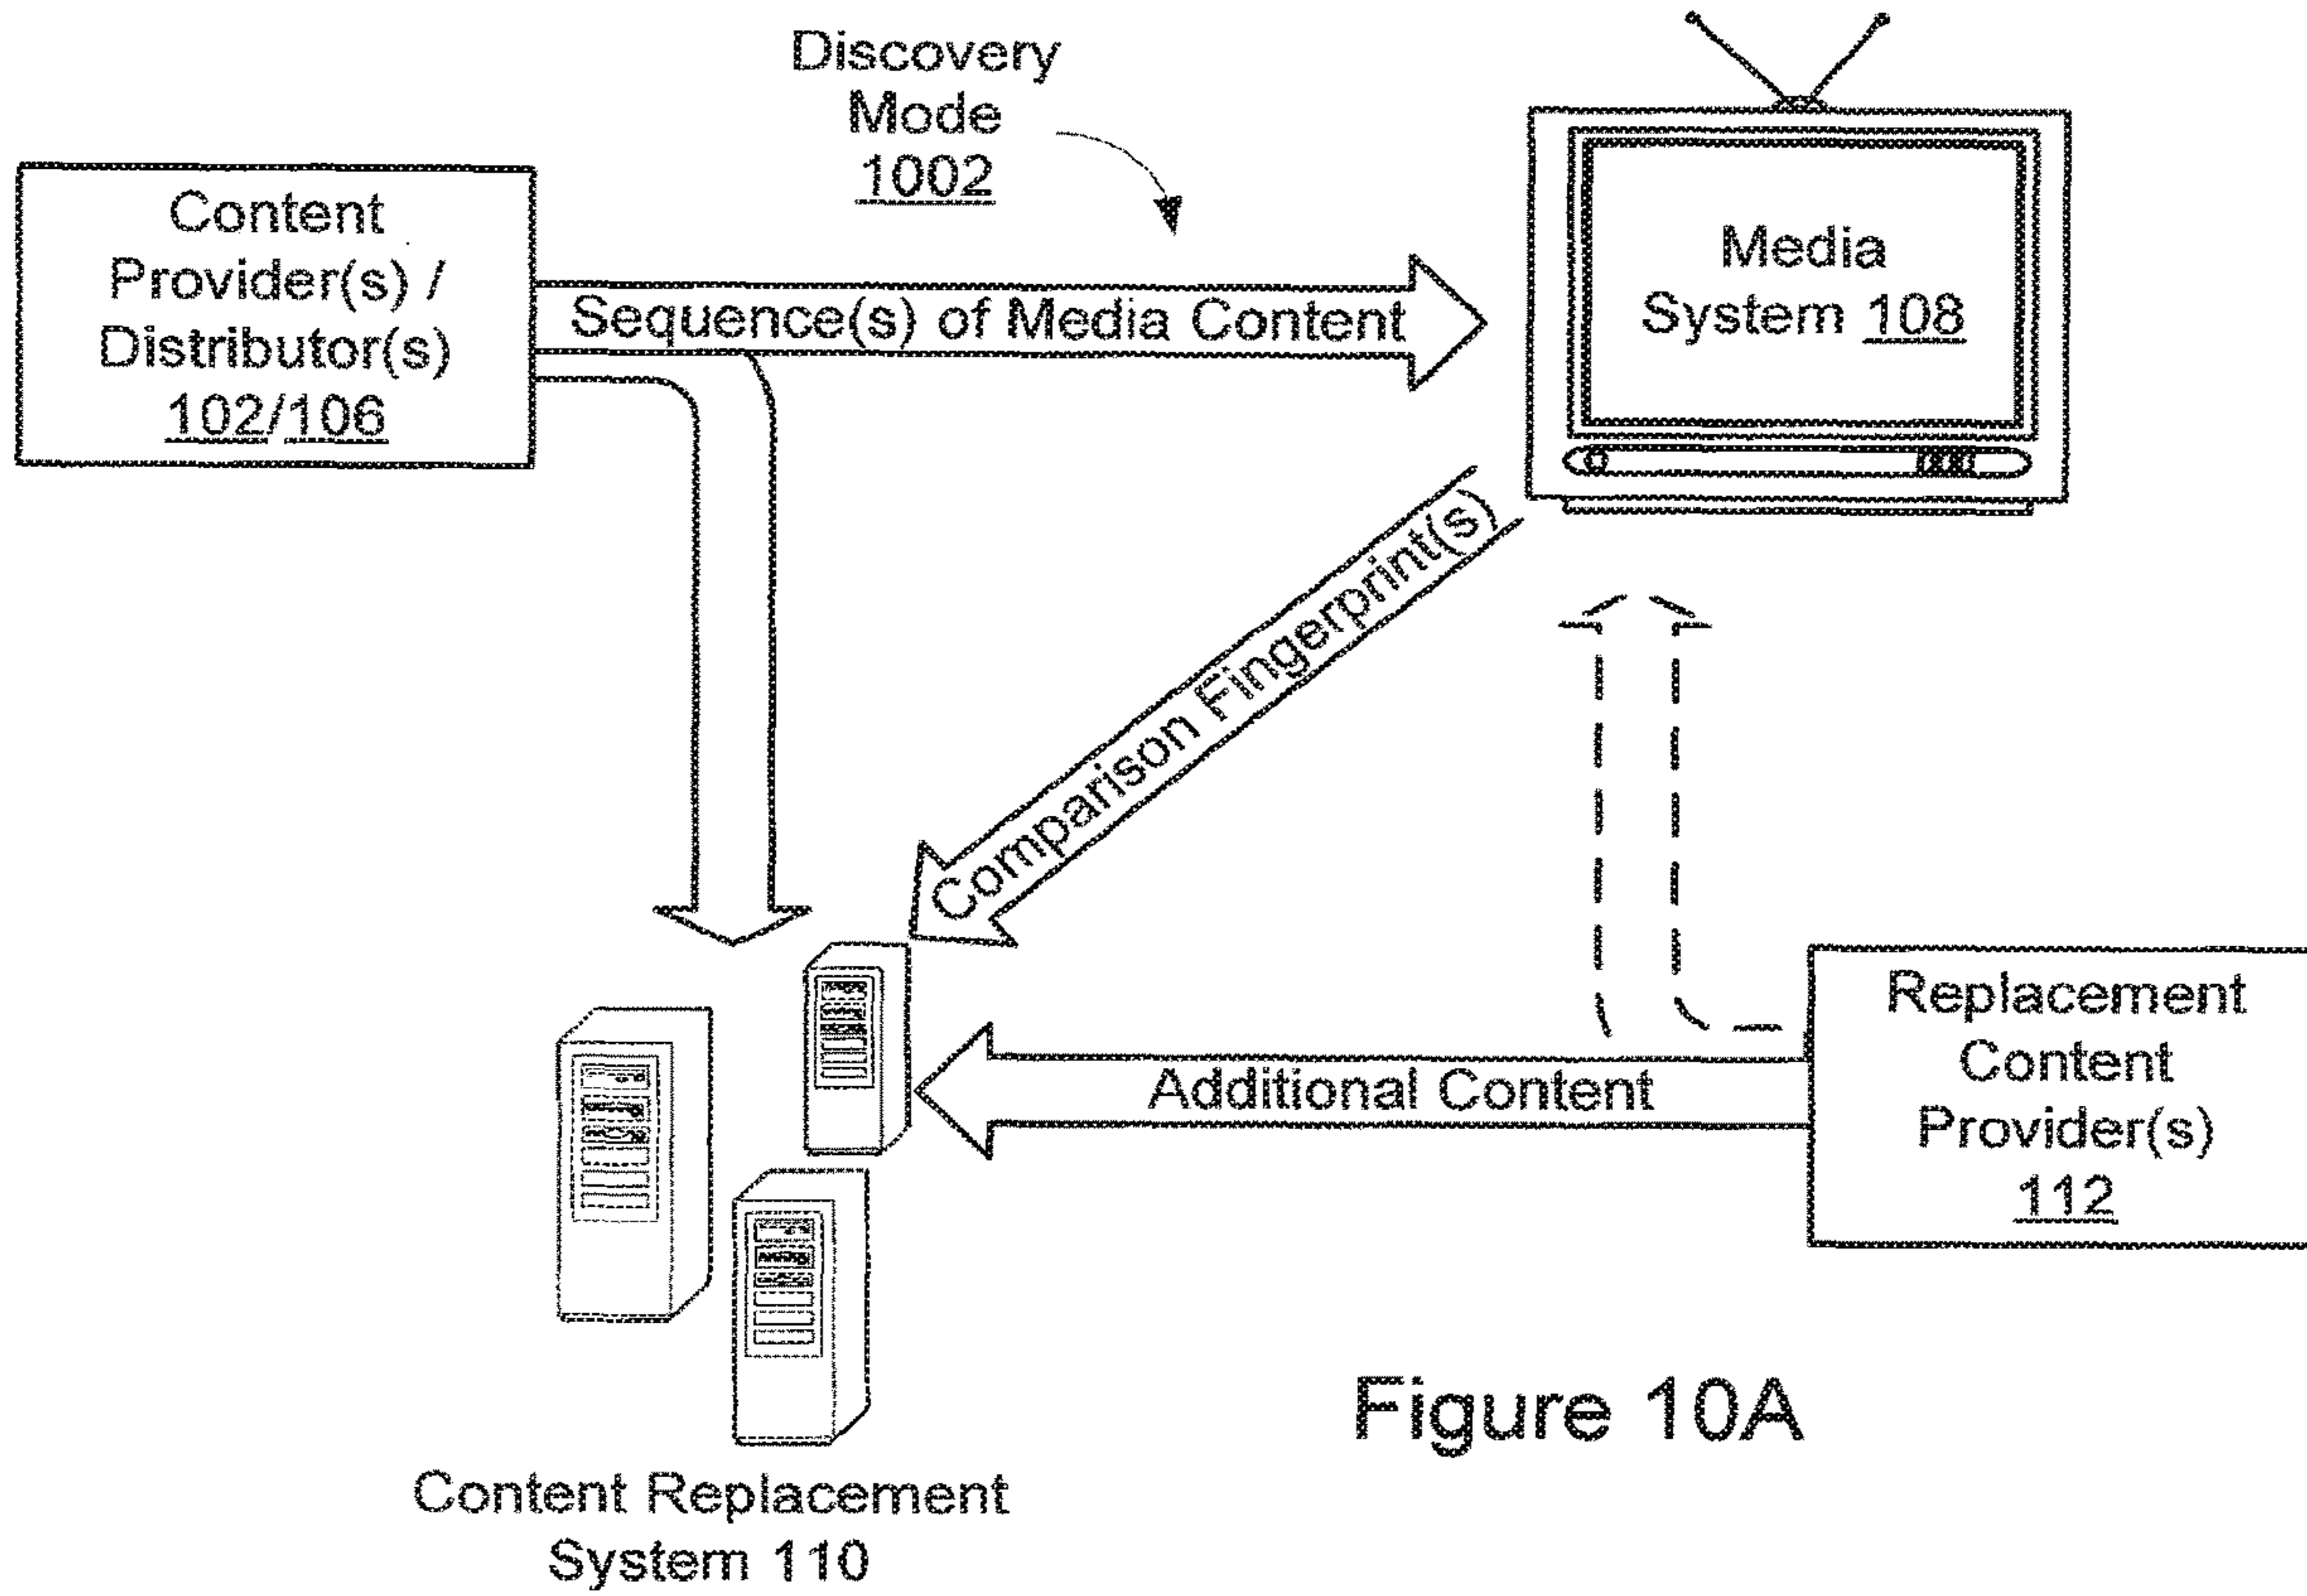 Discovery
Mode
1002
Content
Provider(s) /
Distributor(s)
102/106
Sequence(s) of Media Content
Media
System 108
Comparison Fingerprint(s)
Additional Content
Replacement
Content
Provider(s)
112
Figure 10A
Content Replacement
System 110